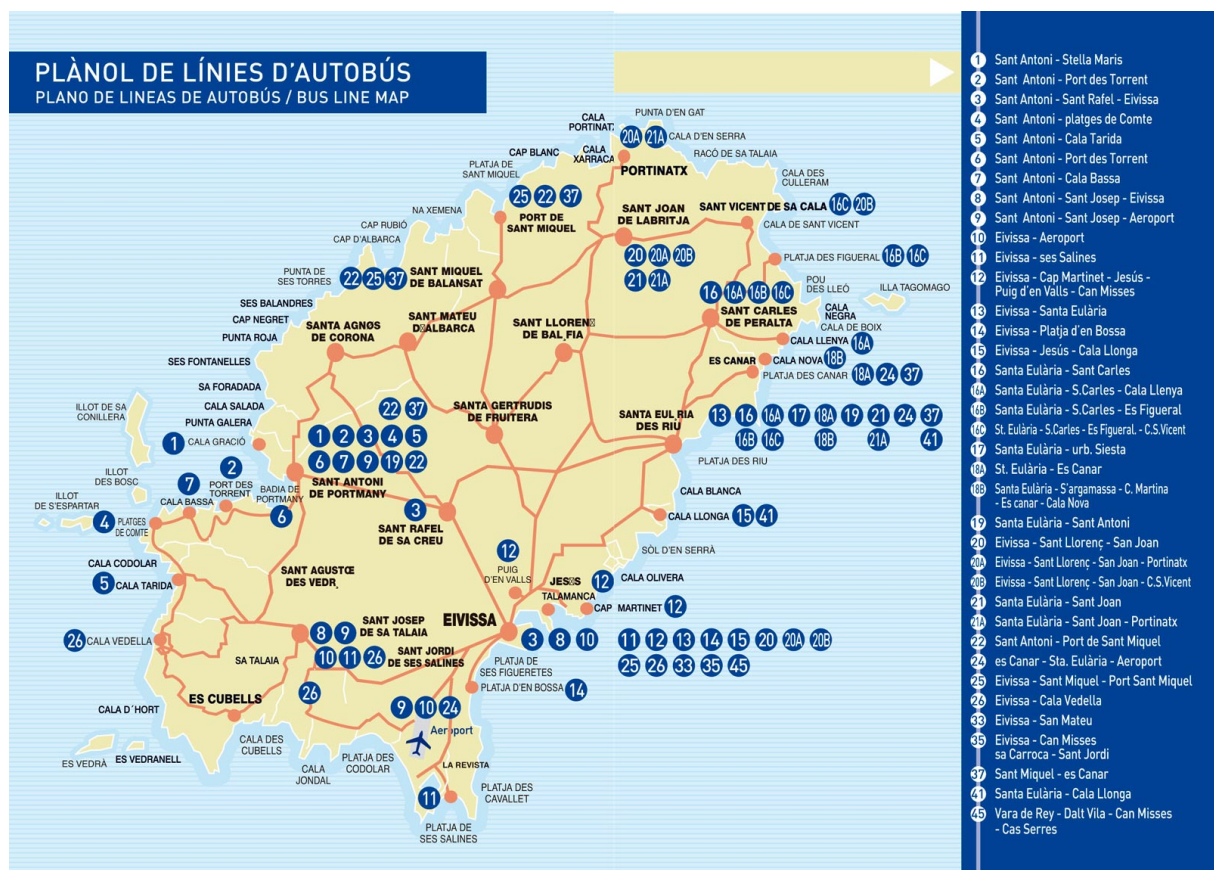 PLÀNOL DE LÍNIES D'AUTOBÚS
PLANO DE LINEAS DE AUTOBÚS / BUS LINE MAP
PUNTA D'EN GAT
CALA
PORTINATX
20A 21A CALA D'EN SERRA
CAP BLANC
CALA
XARRACA
RACÓ DE SA TALAIA
PLATJA DE
SANT MIQUEL
PORTINATX
CALA DES
CULLERAM
25 22 37
NA XEMENA
PORT DE
SANT MIQUEL
SANT JOAN
DE LABRITJA
SANT VICENT DE SA CALA 16C 20B
CAP RUBIÓ
CALA DE SANT VICENT
CAP D'ALBARCA
20 20A 20B
21 21A
PLATJA DES FIGUERAL 16B 16C
PUNTA DE
SES TORRES
22 25 37
SANT MIQUEL
DE BALANSAT
POU
DES LLEÓ
ILLA TAGOMAGO
16 16A 16B 16C
SES BALANDRES
SANT CARLES
DE PERALTA
CALA
NEGRA
CAP NEGRET
SANTA AGNØS
DE CORONA
SANT MATEU
D ALBARCA
SANT LLOREN
DE BAL.FIA
CALA DE BOIX
PUNTA ROJA
CALA LLENYA 16A
SES FONTANELLES
ES CANAR
CALA NOVA 18B
PLATJA DES CANAR 18A 24 37
SA FORADADA
ILLOT DE SA
CONILLERA
CALA SALADA
22 37
SANTA GERTRUDIS
DE FRUITERA
SANTA EUL RIA
DES RIU
13 16 16A 17 18A 19 21 24 37
16B 16C 18B 21A 41
PUNTA GALERA
1 CALA GRACIÓ
1 2 3 4 5
6 7 9 19 22
SANT ANTONI
DE PORTMANY
PLATJA DES RIU
ILLOT
DES BOSC
2
PORT DES
TORRENT
7
CALA BASSA
BADIA DE
PORTMANY
6
ILLOT
DE S'ESPARTAR
4 PLATGES
DE COMTE
3
SANT RAFEL
DE SA CREU
CALA BLANCA
CALA LLONGA 15 41
CALA CODOLAR
5 CALA TARIDA
SANT AGUST
DES VEDR.
12
PUIG
D'EN VALLS
SÒL D'EN SERRÀ
JES S
12 CALA OLIVERA
TALAMANCA
CAP MARTINET 12
26 CALA VEDELLA
8 9
SANT JOSEP
DE SA TALAIA
EIVISSA
3 8 10 11 12 13 14 15 20 20A 20B
25 26 33 35 45
SA TALAIA
10 11 26
SANT JORDI
DE SES SALINES
PLATJA DE
SES FIGUERETES
ES CUBELLS
26
PLATJA D'EN BOSSA 14
CALA D´HORT
9 10 24
Aeroport
ES VEDRÀ
ES VEDRANELL
CALA DES
CUBELLS
CALA
JONDAL
PLATJA DES
CODOLAR
LA REVISTA
11
PLATJA DES
CAVALLET
PLATJA DE
SES SALINES
1 Sant Antoni - Stella Maris
2 Sant Antoni - Port des Torrent
3 Sant Antoni - Sant Rafel - Eivissa
4 Sant Antoni - platges de Comte
5 Sant Antoni - Cala Tarida
6 Sant Antoni - Port des Torrent
7 Sant Antoni - Cala Bassa
8 Sant Antoni - Sant Josep - Eivissa
9 Sant Antoni - Sant Josep - Aeroport
10 Eivissa - Aeroport
11 Eivissa - ses Salines
12 Eivissa - Cap Martinet - Jesús -
Puig d'en Valls - Can Misses
13 Eivissa - Santa Eulària
14 Eivissa - Platja d'en Bossa
15 Eivissa - Jesús - Cala Llonga
16 Santa Eulària - Sant Carles
16A Santa Eulària - S.Carles - Cala Llenya
16B Santa Eulària - S.Carles - Es Figueral
16C St. Eulària - S.Carles - Es Figueral. - C.S.Vicent
17 Santa Eulària - urb. Siesta
18A St. Eulària - Es Canar
18B Santa Eulària - S'argamassa - C. Martina
- Es canar - Cala Nova
19 Santa Eulària - Sant Antoni
20 Eivissa - Sant Llorenç - San Joan
20A Eivissa - Sant Llorenç - San Joan - Portinatx
20B Eivissa - Sant Llorenç - San Joan - C.S.Vicent
21 Santa Eulària - Sant Joan
21A Santa Eulària - Sant Joan - Portinatx
22 Sant Antoni - Port de Sant Miquel
24 es Canar - Sta. Eulària - Aeroport
25 Eivissa - Sant Miquel - Port Sant Miquel
26 Eivissa - Cala Vedella
33 Eivissa - San Mateu
35 Eivissa - Can Misses
sa Carroca - Sant Jordi
37 Sant Miquel - es Canar
41 Santa Eulària - Cala Llonga
45 Vara de Rey - Dalt Vila - Can Misses
- Cas Serres